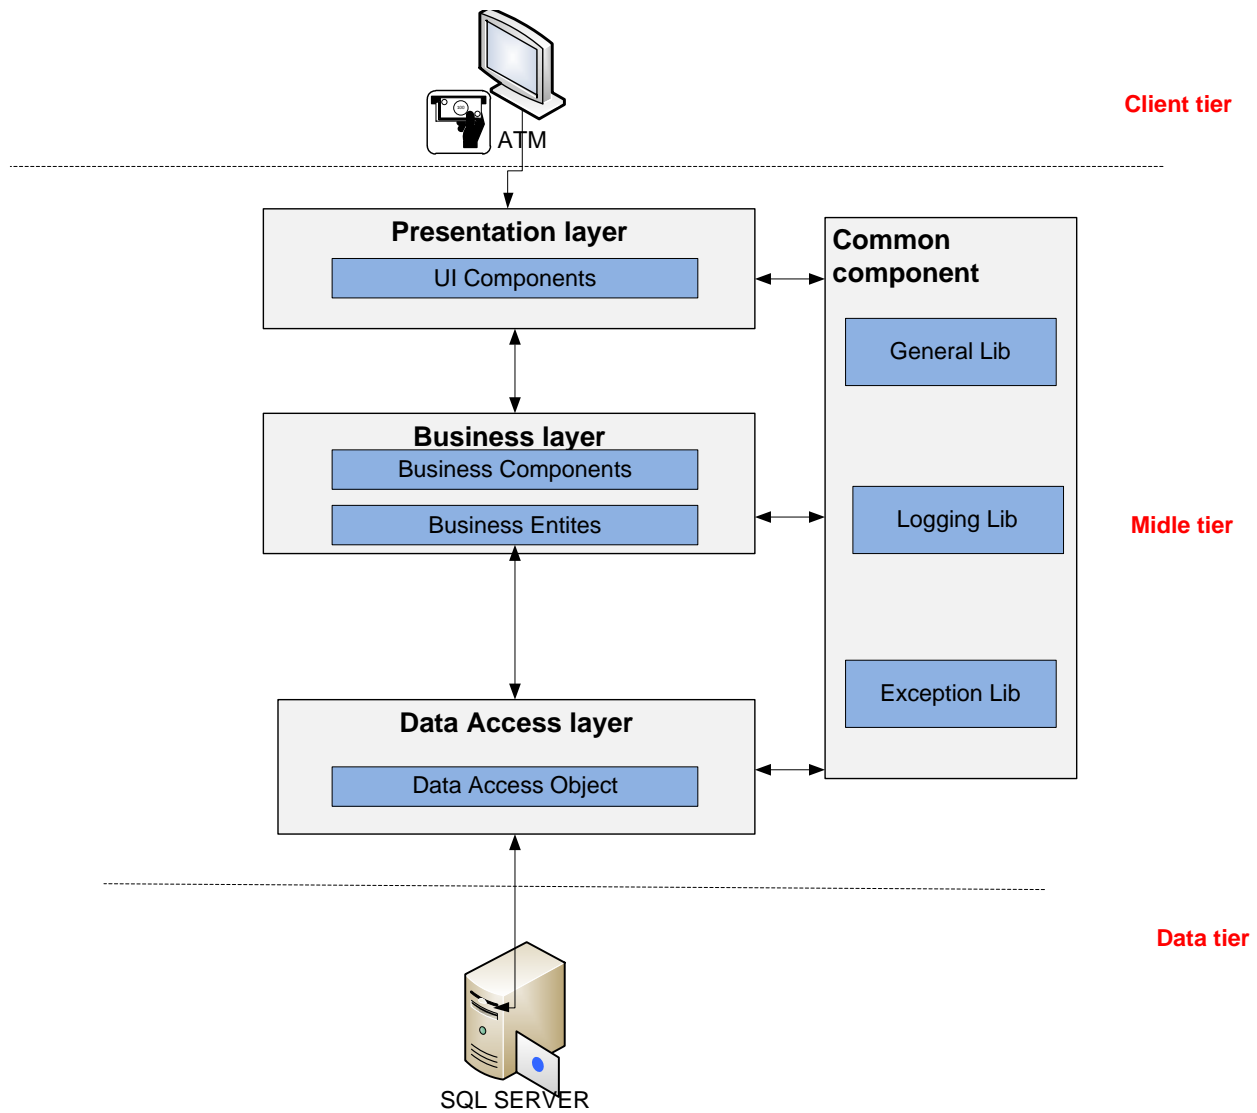 Client tier
ATM
Presentation layer
UI Components
Common
component
General Lib
Business layer
Business Components
Business Entites
Logging Lib
Midle tier
Exception Lib
Data Access layer
Data Access Object
Data tier
SQL SERVER